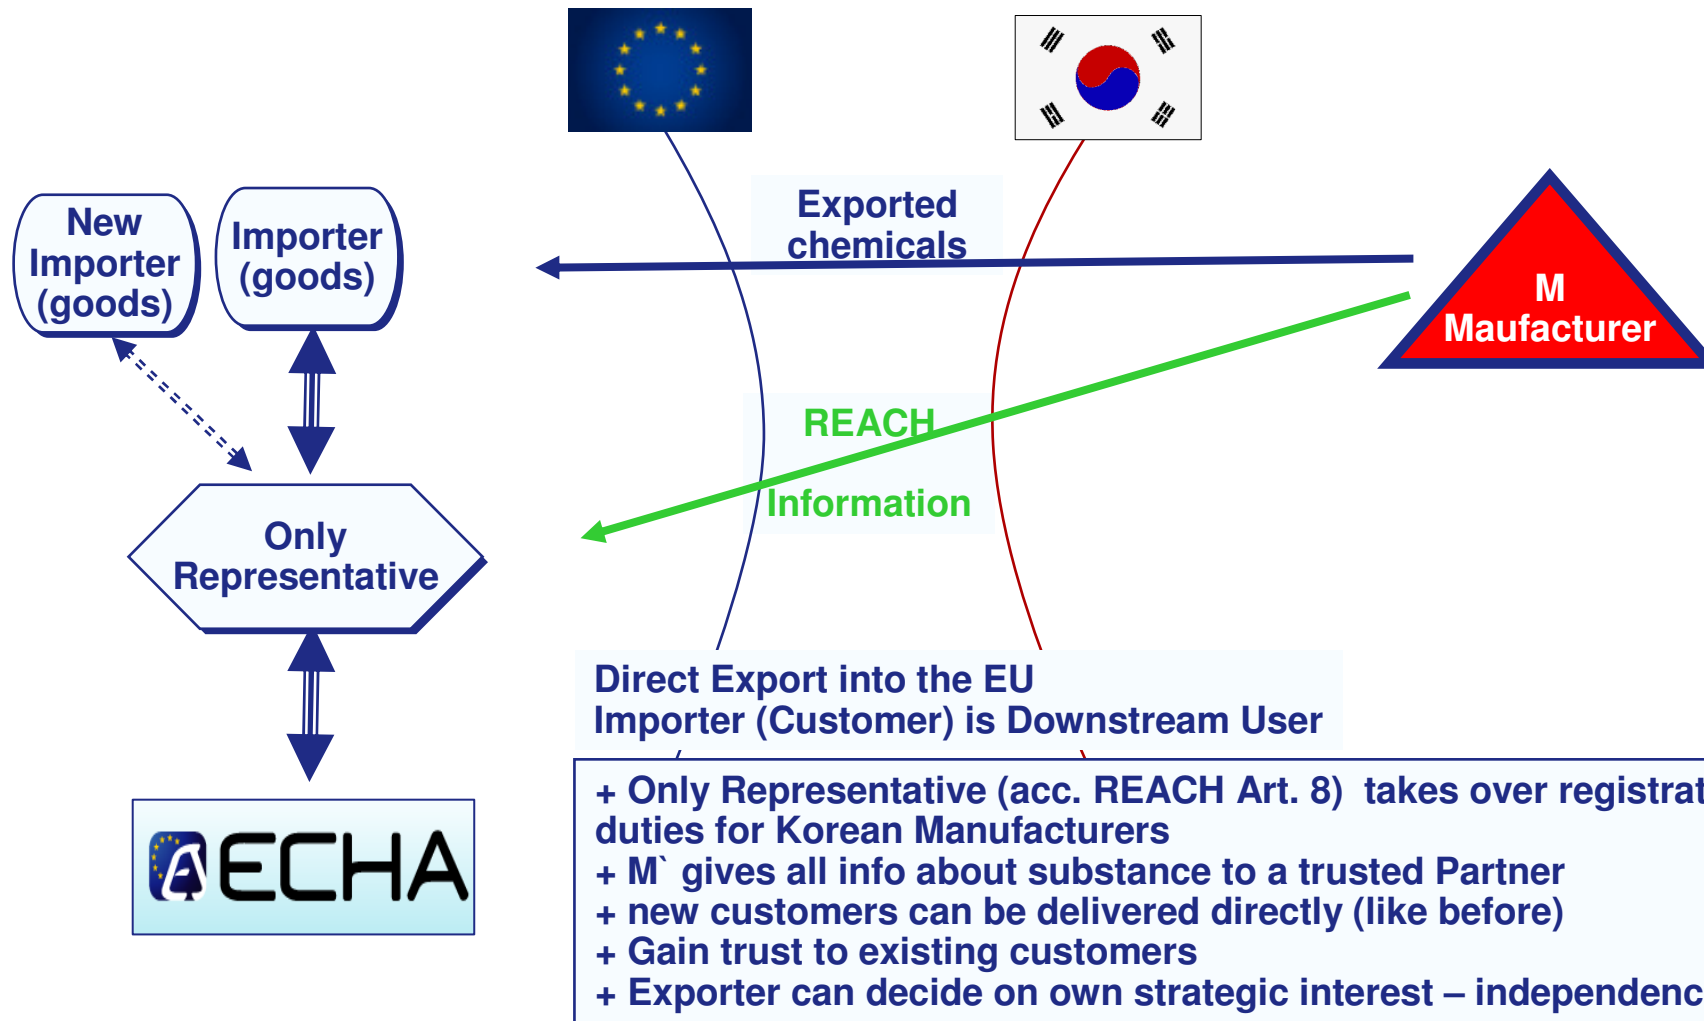 New
Importer
(goods)
Importer
(goods)
Exported
chemicals
M
Maufacturer
REACH
Information
Only
Representative
ECHA
Direct Export into the EU
Importer (Customer) is Downstream User
+ Only Representative (acc. REACH Art. 8) takes over registrat
duties for Korean Manufacturers
+ M` gives all info about substance to a trusted Partner
+ new customers can be delivered directly (like before)
+ Gain trust to existing customers
+ Exporter can decide on own strategic interest – independenc